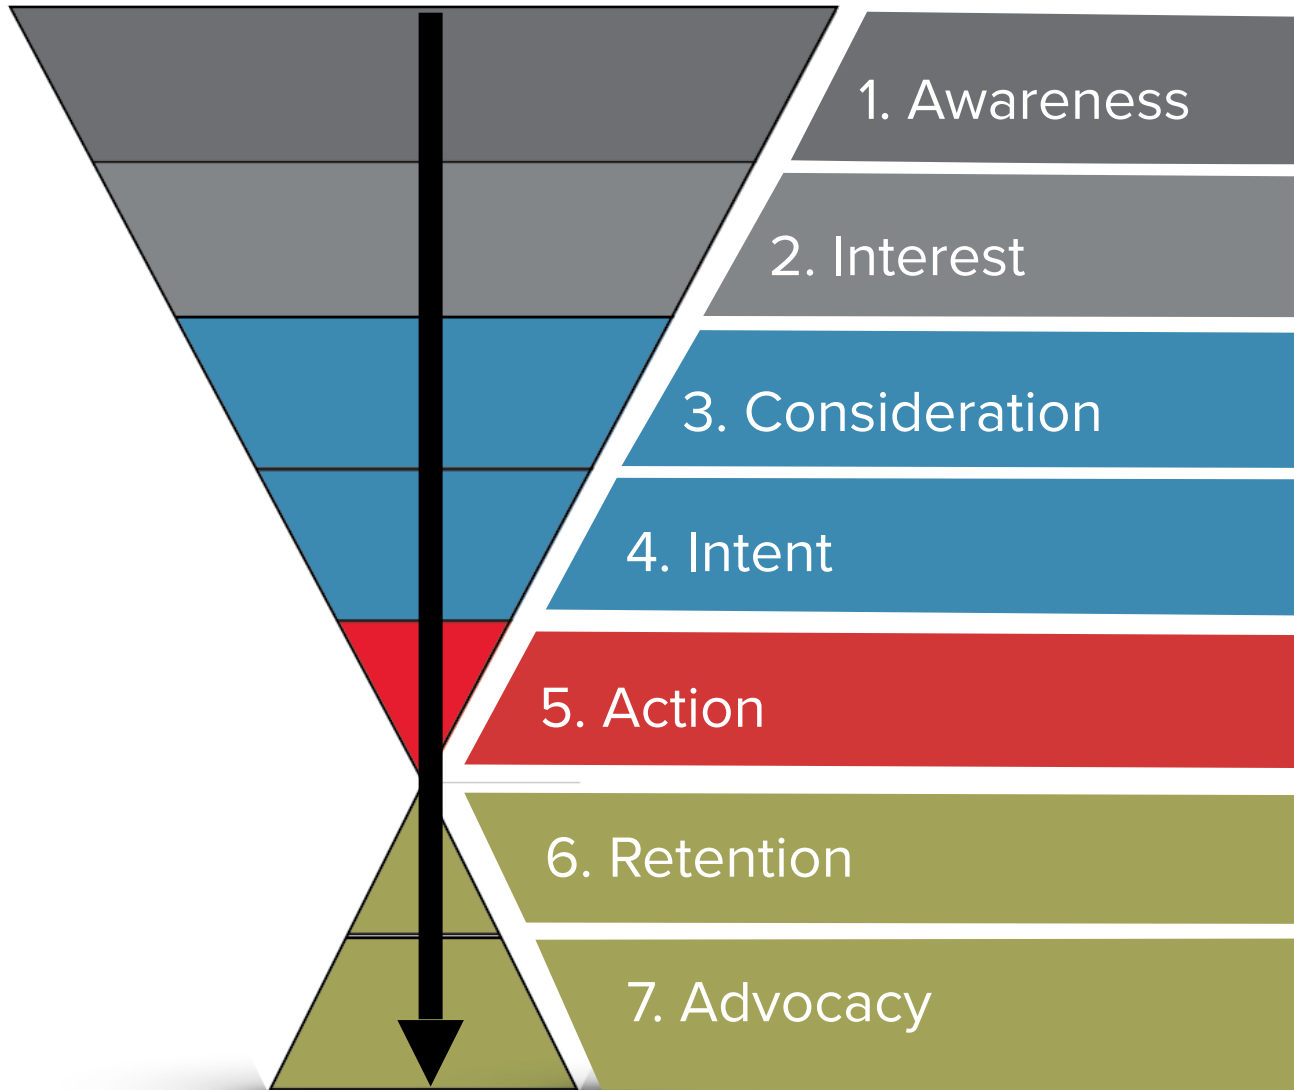 1. Awareness
2. Interest
3. Consideration
4. Intent
5. Action
6. Retention
7. Advocacy